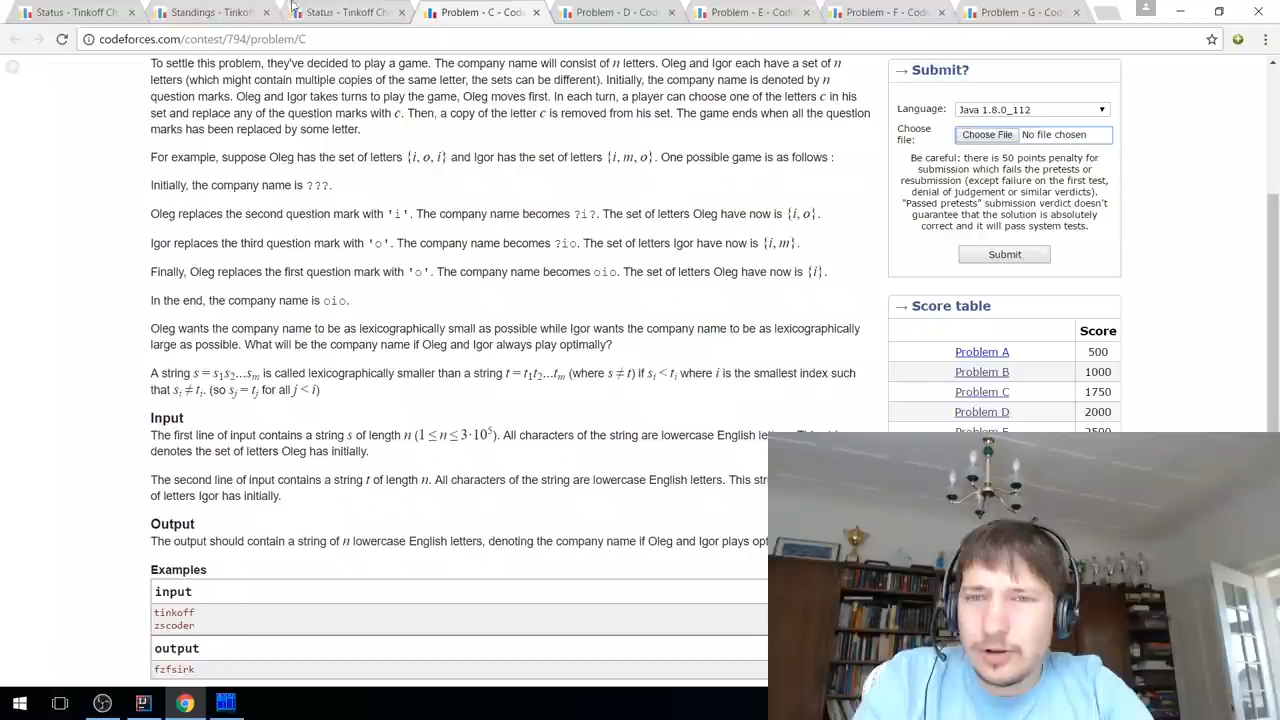 Status - Tinkoff Ch
Standings - Tinkoff
Status - Tinkoff Ch
Problem - C - Code
Problem - D - Code
Problem - E - Code
Problem - F - Code
Problem - G - Code
codeforces.com/contest/794/problem/C
To settle this problem, they've decided to play a game. The company name will consist of n letters. Oleg and Igor each have a set of n
letters (which might contain multiple copies of the same letter, the sets can be different). Initially, the company name is denoted by n
question marks. Oleg and Igor takes turns to play the game, Oleg moves first. In each turn, a player can choose one of the letters c in his
set and replace any of the question marks with c. Then, a copy of the letter c is removed from his set. The game ends when all the question
marks has been replaced by some letter.
For example, suppose Oleg has the set of letters {i, o, i} and Igor has the set of letters {i, m, o}. One possible game is as follows :
Initially, the company name is ???.
Oleg replaces the second question mark with 'i'. The company name becomes ?i?. The set of letters Oleg have now is {i, o}.
Igor replaces the third question mark with 'o'. The company name becomes ?io. The set of letters Igor have now is {i, m}.
Finally, Oleg replaces the first question mark with 'o'. The company name becomes oio. The set of letters Oleg have now is {i}.
In the end, the company name is oio.
Oleg wants the company name to be as lexicographically small as possible while Igor wants the company name to be as lexicographically
large as possible. What will be the company name if Oleg and Igor always play optimally?
A string s = s1s2...sm is called lexicographically smaller than a string t = t1t2...tm (where s ≠ t) if si < ti where i is the smallest index such
that si ≠ ti. (so sj = tj for all j < i)
Input
The first line of input contains a string s of length n (1 ≤ n ≤ 3·10^5). All characters of the string are lowercase English
denotes the set of letters Oleg has initially.
The second line of input contains a string t of length n. All characters of the string are lowercase English letters. This
of letters Igor has initially.
Output
The output should contain a string of n lowercase English letters, denoting the company name if Oleg and Igor plays
Examples
input
tinkoff
zscoder
output
fzfsirk
→ Submit?
Language: Java 1.8.0_112
Choose file: Choose File No file chosen
Be careful: there is 50 points penalty for
submission which fails the pretests or
resubmission (except failure on the first test,
denial of judgement or similar verdicts).
"Passed pretests" submission verdict doesn't
guarantee that the solution is absolutely
correct and it will pass system tests.
Submit
→ Score table
Score
Problem A 500
Problem B 1000
Problem C 1750
Problem D 2000